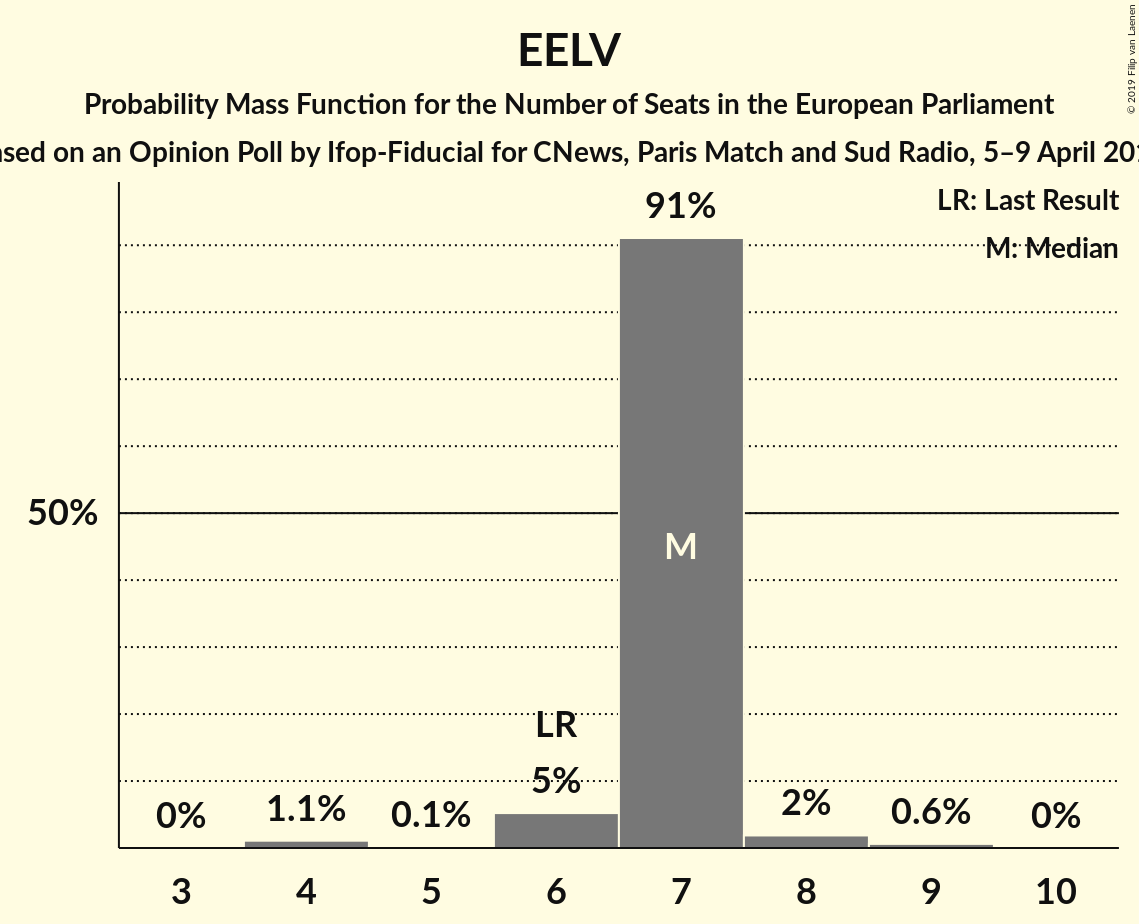 EELV
Probability Mass Function for the Number of Seats in the European Parliament
on an Opinion Poll by Ifop-Fiducial for CNews, Paris Match and Sud Radio, 5–9 April
© 2019 Filip van Laenen
LR: Last Result
M: Median
91%
50%
M
LR
5%
0%
1.1%
0.1%
2%
0.6%
0%
3 4 5 6 7 8 9 10